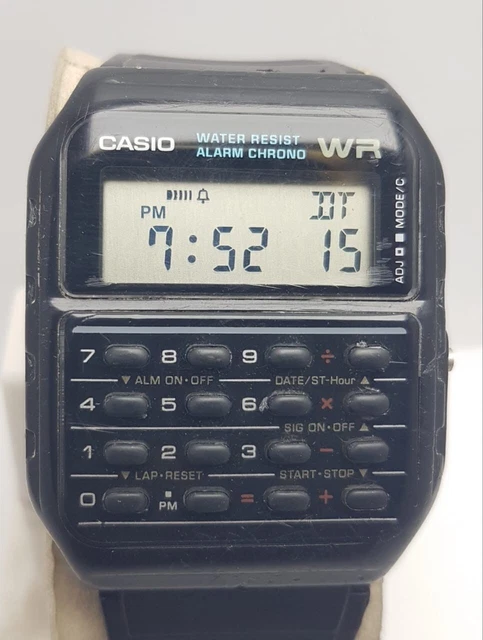 CASIO WATER RESIST WR
ALARM CHRONO
PM DT
7:52 15
ADJ MODE/C
7 8 9 ÷
▼ ALM ON·OFF DATE/ST-Hour ▲
4 5 6 ×
SIG ON·OFF ▲
1 2 3 −
▼ LAP·RESET START·STOP ▼
0 PM = +